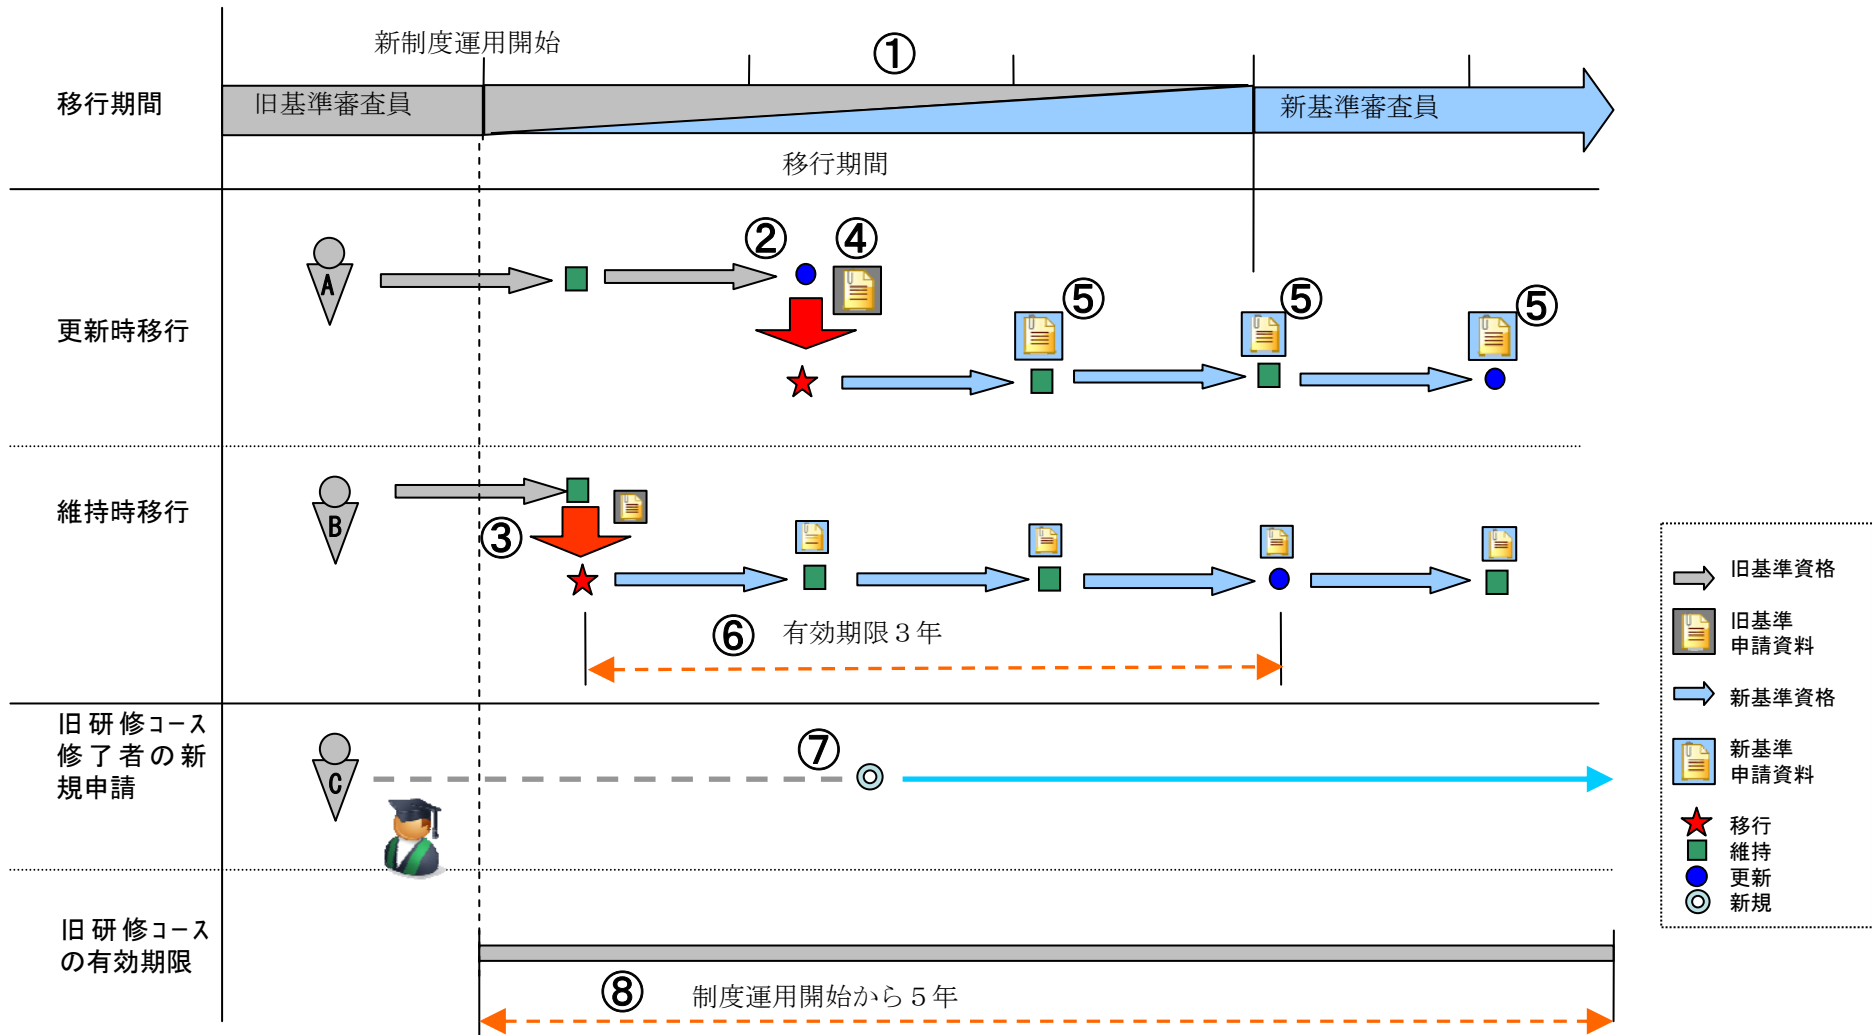 新制度運用開始
①
移行期間
旧基準審査員
新基準審査員
移行期間
更新時移行
A
②
④
⑤
⑤
⑤
維持時移行
B
③
⑥
有効期限３年
旧研修コース
修了者の新
規申請
C
⑦
旧研修コース
の有効期限
⑧
制度運用開始から５年
旧基準資格
旧基準
申請資料
新基準資格
新基準
申請資料
移行
維持
更新
新規